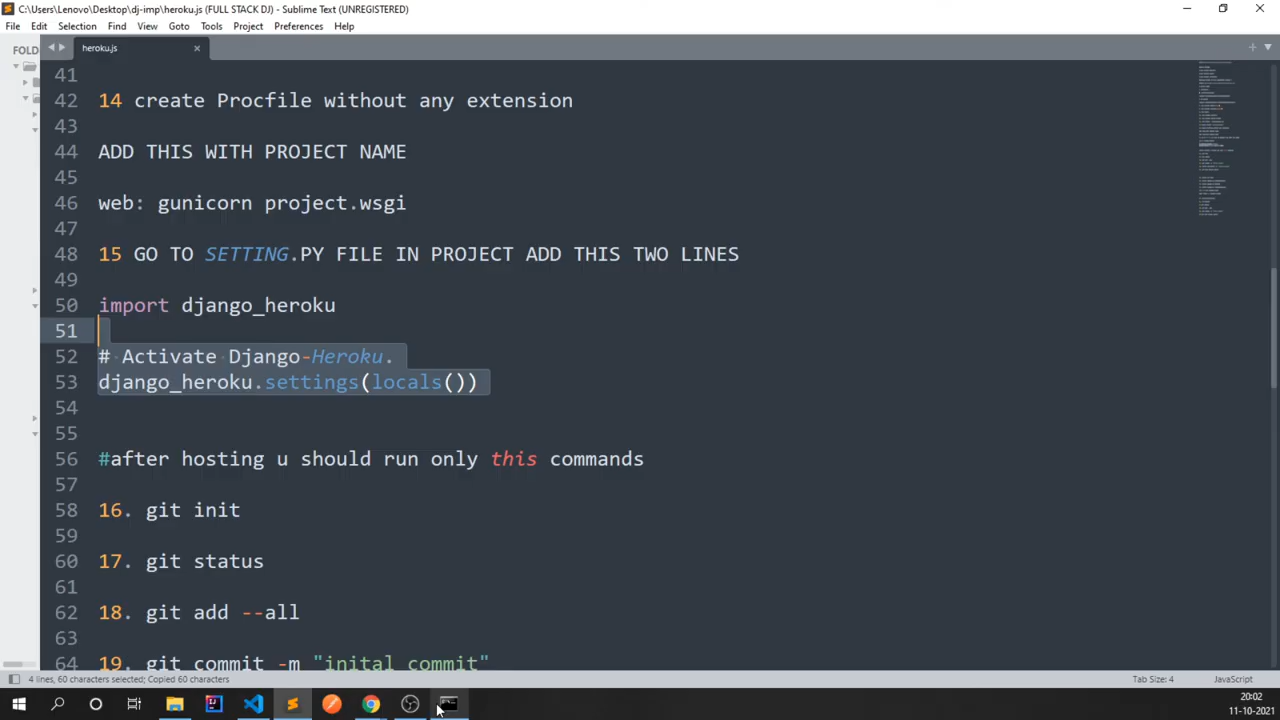 C:\Users\Lenovo\Desktop\dj-imp\heroku.js (FULL STACK DJ) - Sublime Text (UNREGISTERED)
File Edit Selection Find View Goto Tools Project Preferences Help
FOLD
heroku.js
41
42 14 create Procfile without any extension
43
44 ADD THIS WITH PROJECT NAME
45
46 web: gunicorn project.wsgi
47
48 15 GO TO SETTING.PY FILE IN PROJECT ADD THIS TWO LINES
49
50 import django_heroku
51
52 # Activate Django-Heroku.
53 django_heroku.settings(locals())
54
55
56 #after hosting u should run only this commands
57
58 16. git init
59
60 17. git status
61
62 18. git add --all
63
64 19. git commit -m "inital commit"
4 lines, 60 characters selected; Copied 60 characters
Tab Size: 4
JavaScript
20:02
11-10-2021